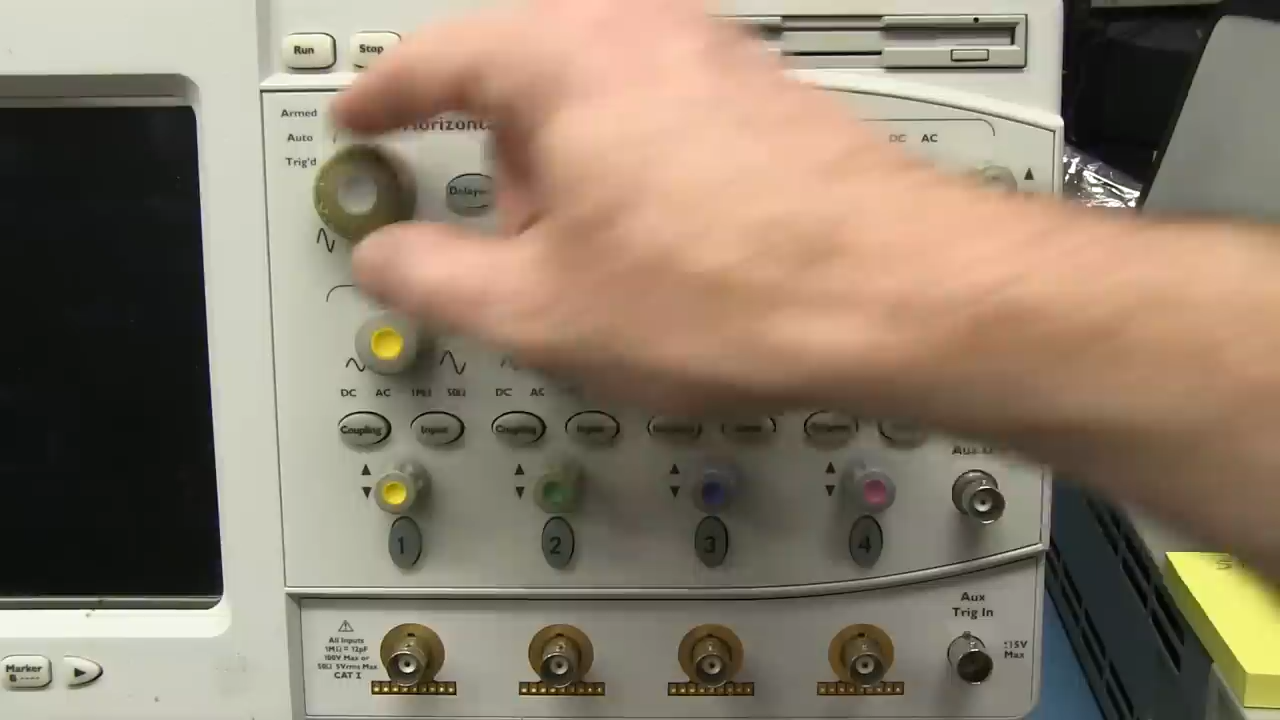 Run
Stop
Armed
Auto
Trig'd
Horizont
DC AC
Delaye
DC AC 1MΩ 50Ω DC AC
Coupling Input Coupling Input
1 2 3 4
Aux
Trig In
All Inputs
1MΩ = 12pF
100V Max or
50Ω 5Vrms Max
CAT I
±15V
Max
Marker
B ----